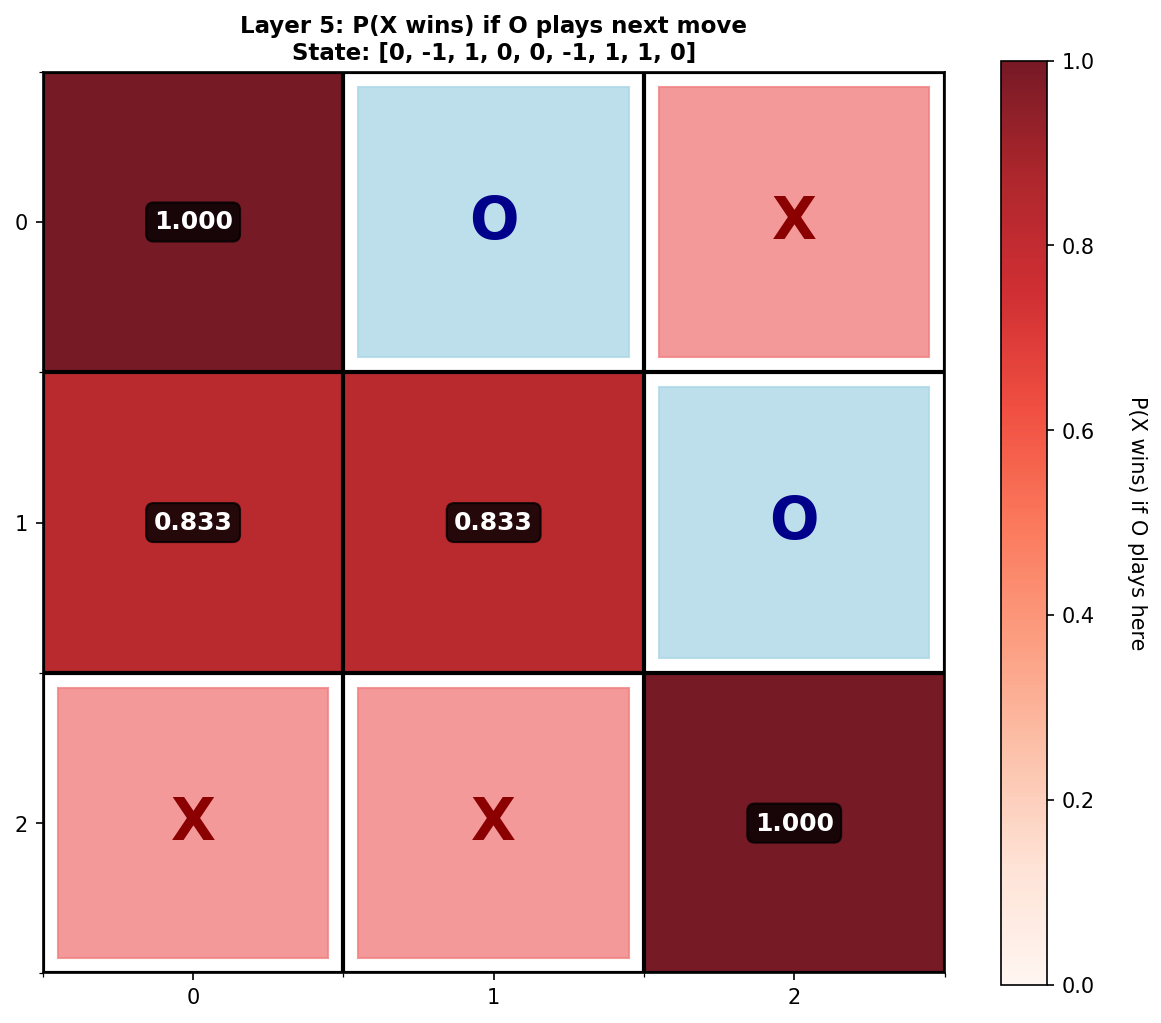 Layer 5: P(X wins) if O plays next move
State: [0, -1, 1, 0, 0, -1, 1, 1, 0]
0
1.000
O
X
1
0.833
0.833
O
2
X
X
1.000
0
1
2
1.0
0.8
0.6
0.4
0.2
0.0
P(X wins) if O plays here